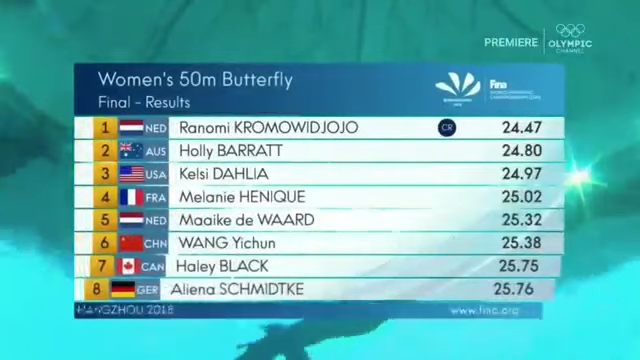 PREMIERE
OLYMPIC
CHANNEL
Women's 50m Butterfly
Final - Results
Fina
1 NED Ranomi KROMOWIDJOJO CR 24.47
2 AUS Holly BARRATT 24.80
3 USA Kelsi DAHLIA 24.97
4 FRA Melanie HENIQUE 25.02
5 NED Maaike de WAARD 25.32
6 CHN WANG Yichun 25.38
7 CAN Haley BLACK 25.75
8 GER Aliena SCHMIDTKE 25.76
HANGZHOU 2018 www.fina.org